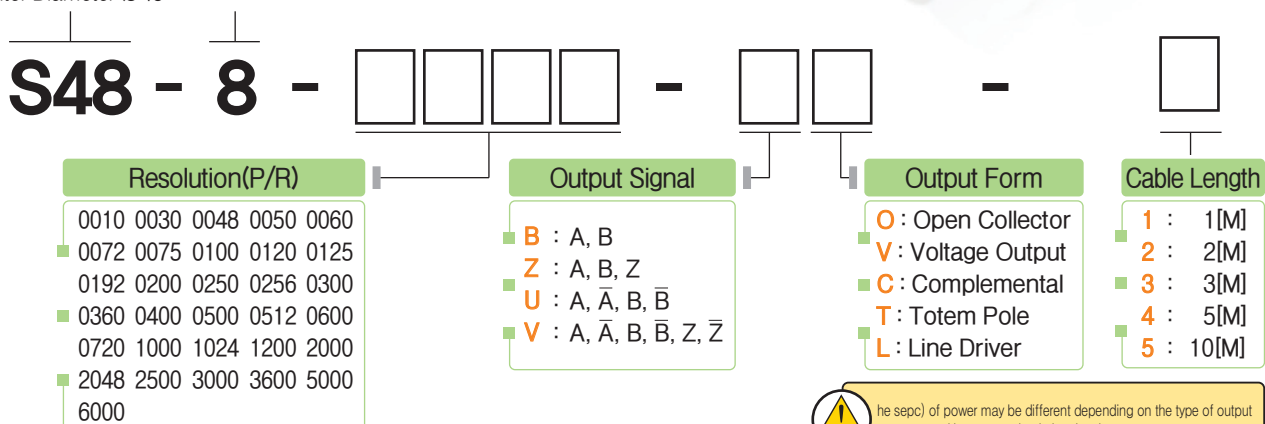 S48 - 8 - □□□□ - □□ - □
Resolution(P/R)
0010 0030 0048 0050 0060
0072 0075 0100 0120 0125
0192 0200 0250 0256 0300
0360 0400 0500 0512 0600
0720 1000 1024 1200 2000
2048 2500 3000 3600 5000
6000
Output Signal
B : A, B
Z : A, B, Z
U : A, A̅, B, B̅
V : A, A̅, B, B̅, Z, Z̅
Output Form
O : Open Collector
V : Voltage Output
C : Complemental
T : Totem Pole
L : Line Driver
Cable Length
1 : 1[M]
2 : 2[M]
3 : 3[M]
4 : 5[M]
5 : 10[M]
he sepc) of power may be different depending on the type of output